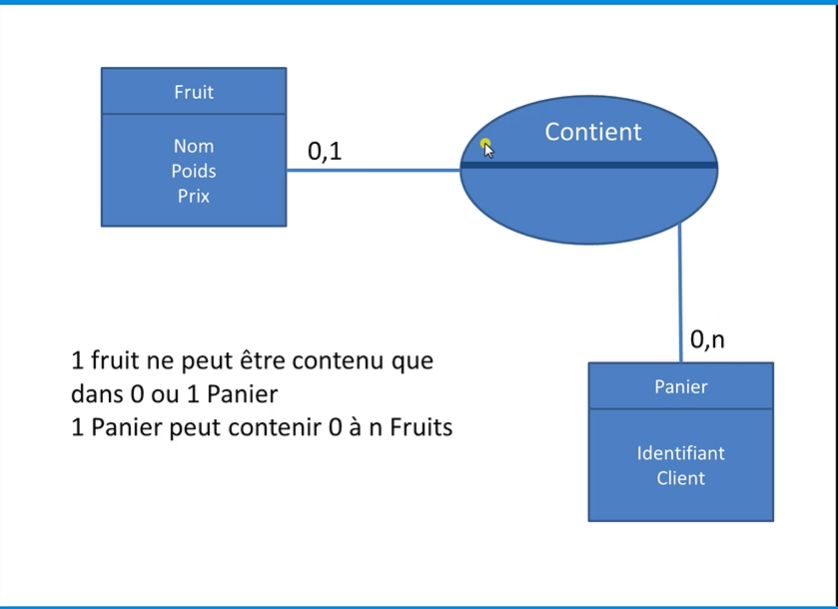 Fruit
Nom
Poids
Prix
0,1
Contient
0,n
1 fruit ne peut être contenu que
dans 0 ou 1 Panier
1 Panier peut contenir 0 à n Fruits
Panier
Identifiant
Client